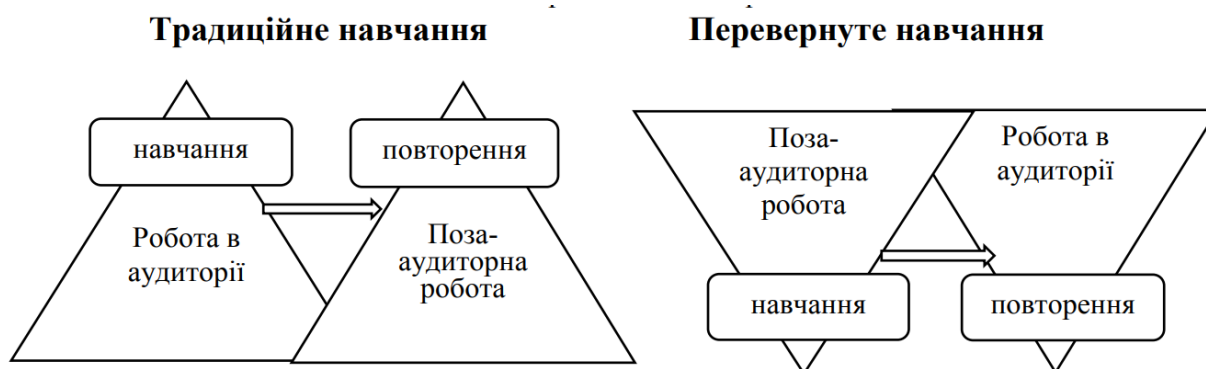 Традиційне навчання
Перевернуте навчання
навчання
повторення
Робота в
аудиторії
Поза-
аудиторна
робота
Поза-
аудиторна
робота
Робота в
аудиторії
навчання
повторення